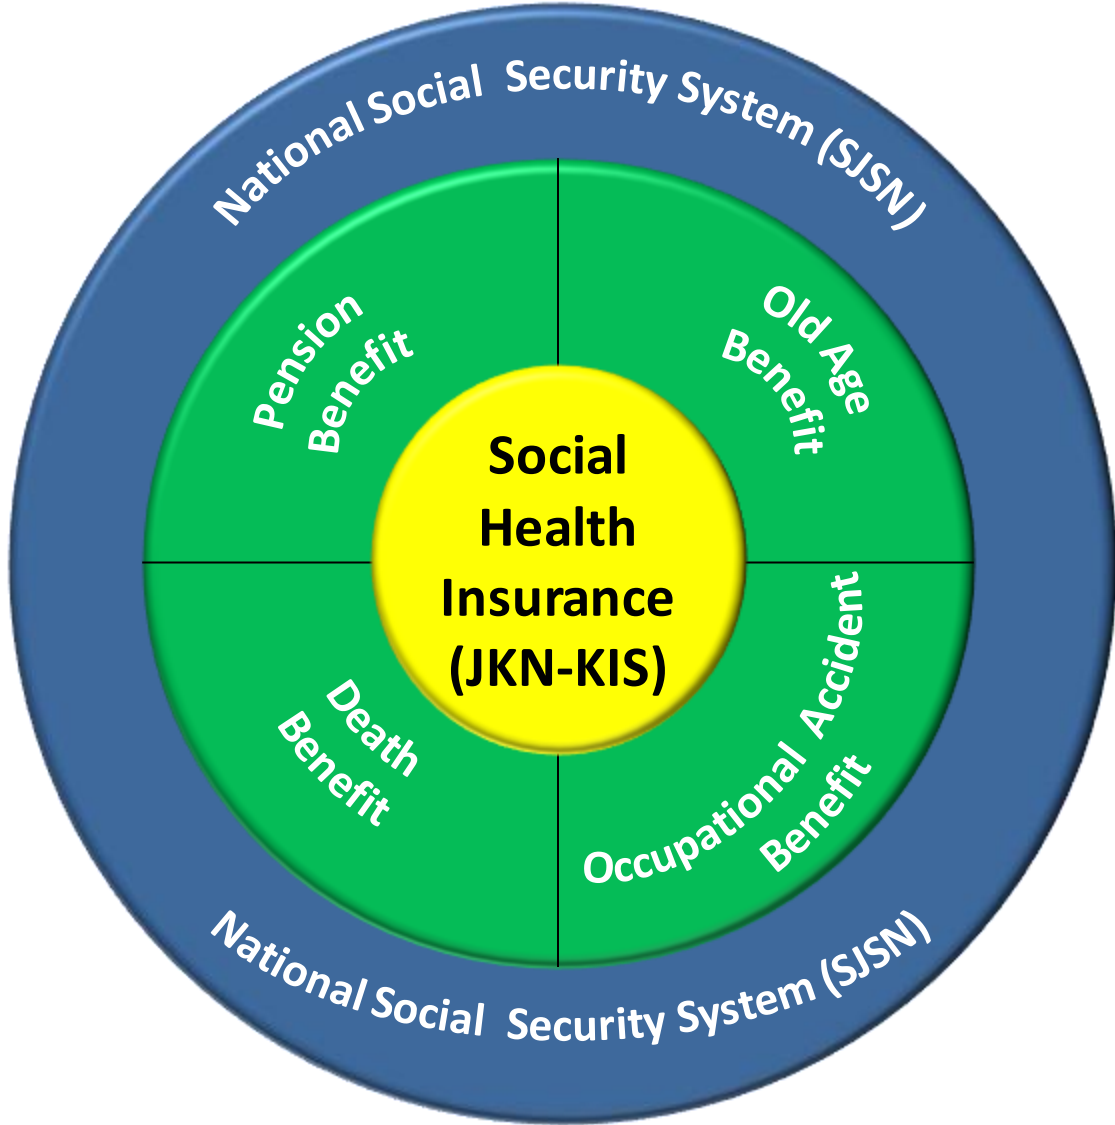 National Social Security System (SJSN)
Pension
Benefit
Old Age
Benefit
Social
Health
Insurance
(JKN-KIS)
Death
Benefit
Occupational Accident
Benefit
National Social Security System (SJSN)